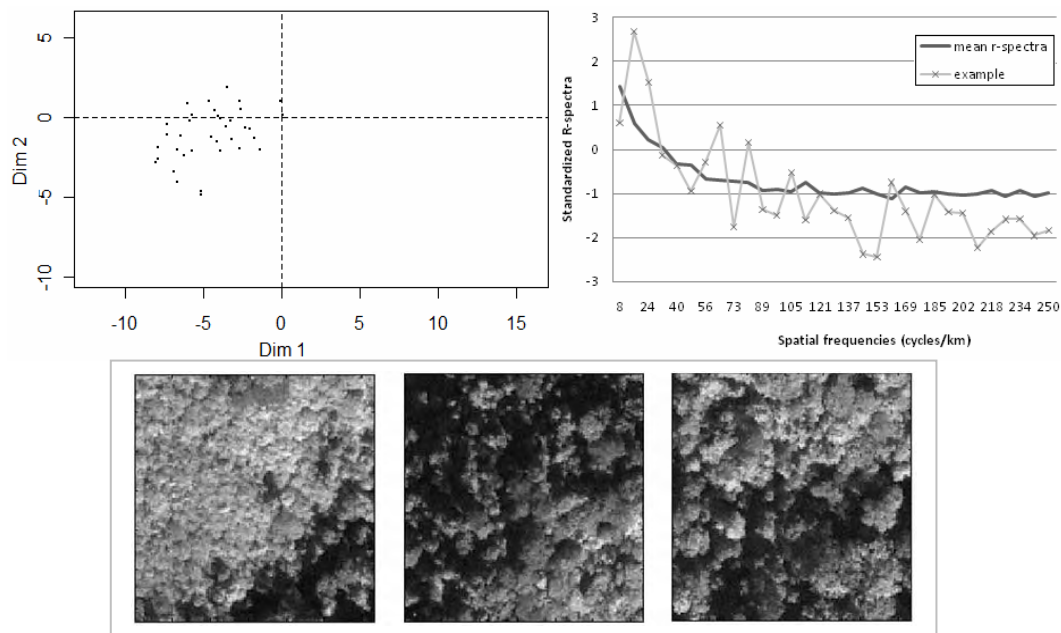 5
0
-5
-10
Dim 2
-10 -5 0 5 10 15
Dim 1
3
2
1
0
-1
-2
-3
Standardized R-spectra
mean r-spectra
example
8 24 40 56 73 89 105 121 137 153 169 185 202 218 234 250
Spatial frequencies (cycles/km)